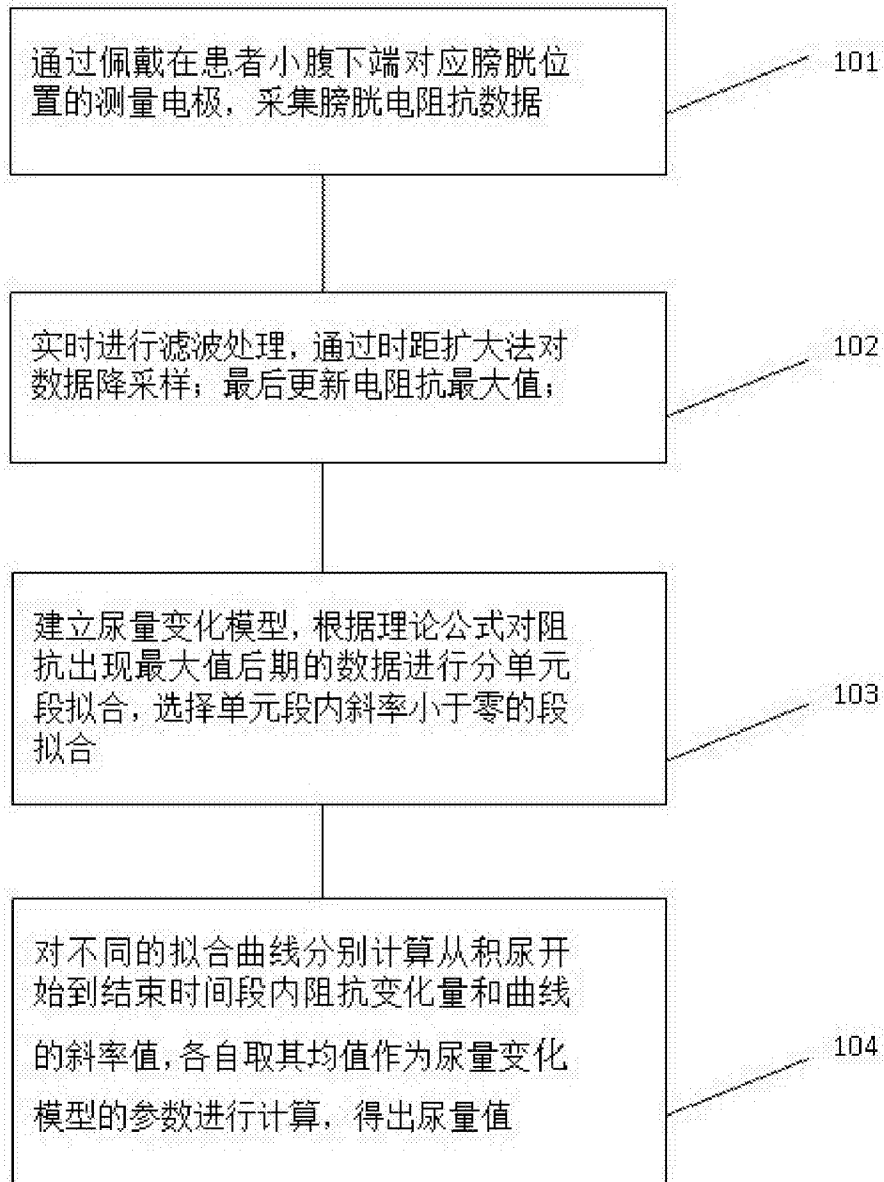 通过佩戴在患者小腹下端对应膀胱位
置的测量电极，采集膀胱电阻抗数据
101
实时进行滤波处理，通过时距扩大法对
数据降采样；最后更新电阻抗最大值；
102
建立尿量变化模型，根据理论公式对阻
抗出现最大值后期的数据进行分单元
段拟合，选择单元段内斜率小于零的段
拟合
103
对不同的拟合曲线分别计算从积尿开
始到结束时间段内阻抗变化量和曲线
的斜率值，各自取其均值作为尿量变化
模型的参数进行计算，得出尿量值
104